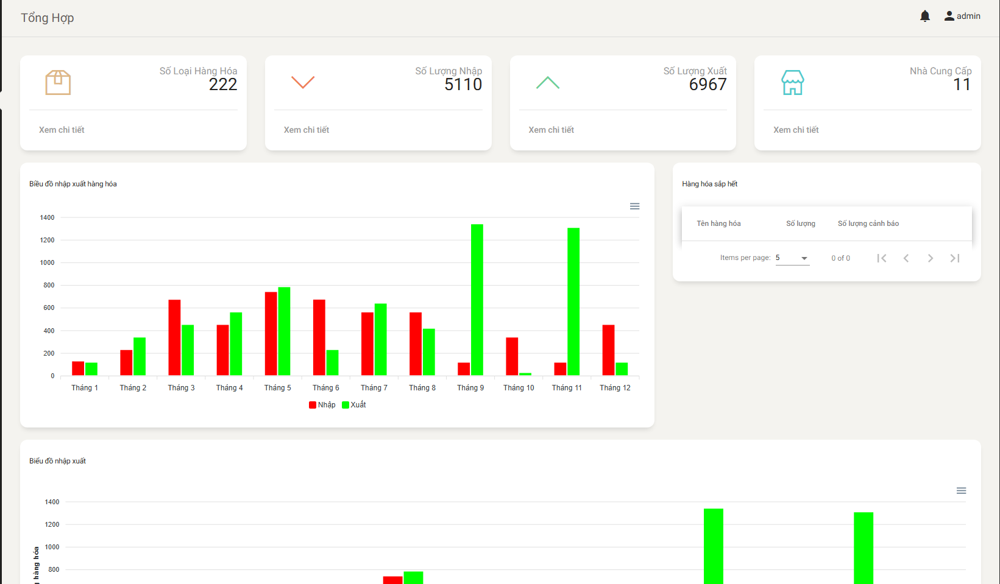 Tổng Hợp
admin
Số Loại Hàng Hóa
222
Xem chi tiết
Số Lượng Nhập
5110
Xem chi tiết
Số Lượng Xuất
6967
Xem chi tiết
Nhà Cung Cấp
11
Xem chi tiết
Biều đồ nhập xuất hàng hóa
1400
1200
1000
800
600
400
200
0
Tháng 1 Tháng 2 Tháng 3 Tháng 4 Tháng 5 Tháng 6 Tháng 7 Tháng 8 Tháng 9 Tháng 10 Tháng 11 Tháng 12
Nhập Xuất
Hàng hóa sắp hết
Tên hàng hóa Số lượng Số lượng cảnh báo
Items per page: 5 0 of 0
Biểu đồ nhập xuất
1400
1200
1000
800
hàng hóa